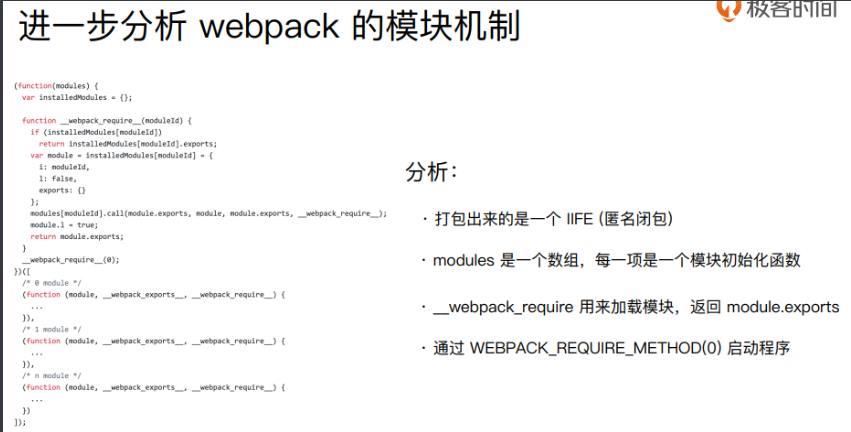 进一步分析 webpack 的模块机制
极客时间
(function(modules) {
var installedModules = {};
function __webpack_require__(moduleId) {
if (installedModules[moduleId])
return installedModules[moduleId].exports;
var module = installedModules[moduleId] = {
i: moduleId,
l: false,
exports: {}
};
modules[moduleId].call(module.exports, module, module.exports, __webpack_require__);
module.l = true;
return module.exports;
}
__webpack_require__(0);
})([
/* 0 module */
(function (module, __webpack_exports__, __webpack_require__) {
...
}),
/* 1 module */
(function (module, __webpack_exports__, __webpack_require__) {
...
}),
/* n module */
(function (module, __webpack_exports__, __webpack_require__) {
...
})
]);
分析：
· 打包出来的是一个 IIFE (匿名闭包)
· modules 是一个数组，每一项是一个模块初始化函数
· __webpack_require 用来加载模块，返回 module.exports
· 通过 WEBPACK_REQUIRE_METHOD(0) 启动程序